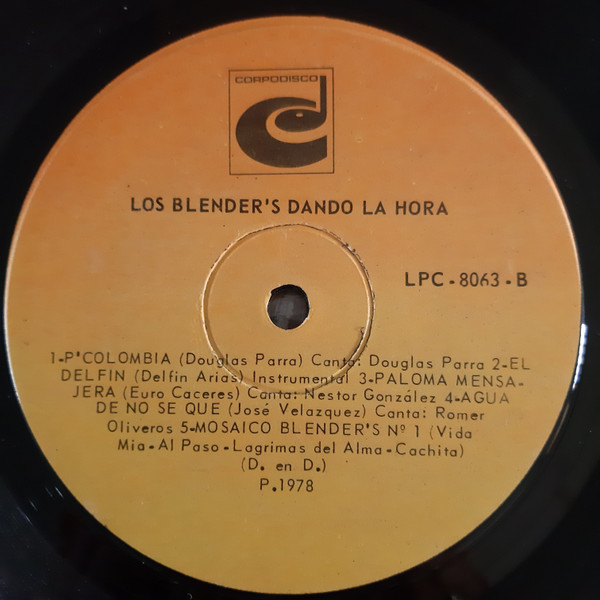 CORPODISCO
LOS BLENDER'S DANDO LA HORA
LPC - 8063 - B
1-P'COLOMBIA (Douglas Parra) Canta: Douglas Parra 2-EL
DELFIN (Delfín Arias) Instrumental 3-PALOMA MENSA-
JERA (Euro Caceres) Canta: Nestor González 4-AGUA
DE NO SE QUE (José Velazquez) Canta: Romer
Oliveros 5-MOSAICO BLENDER'S Nº 1 (Vida
Mia-Al Paso-Lagrimas del Alma-Cachita)
(D. en D.)
P.1978